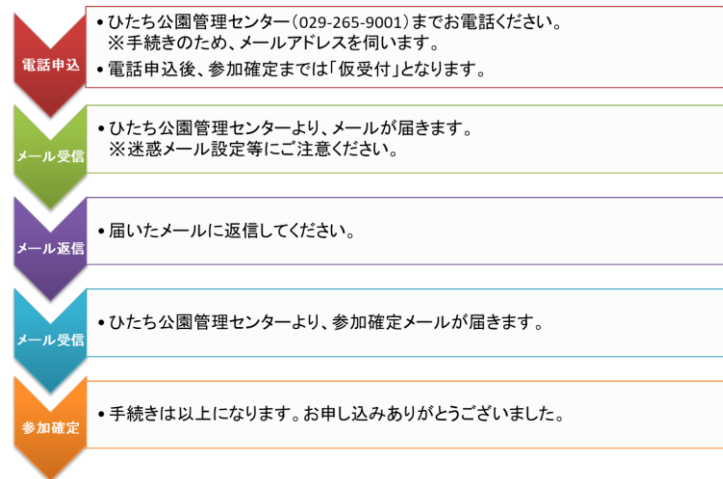 電話申込
• ひたち公園管理センター（029-265-9001）までお電話ください。
※手続きのため、メールアドレスを伺います。
• 電話申込後、参加確定までは「仮受付」となります。
メール受信
• ひたち公園管理センターより、メールが届きます。
※迷惑メール設定等にご注意ください。
メール返信
• 届いたメールに返信してください。
メール受信
• ひたち公園管理センターより、参加確定メールが届きます。
参加確定
• 手続きは以上になります。お申し込みありがとうございました。